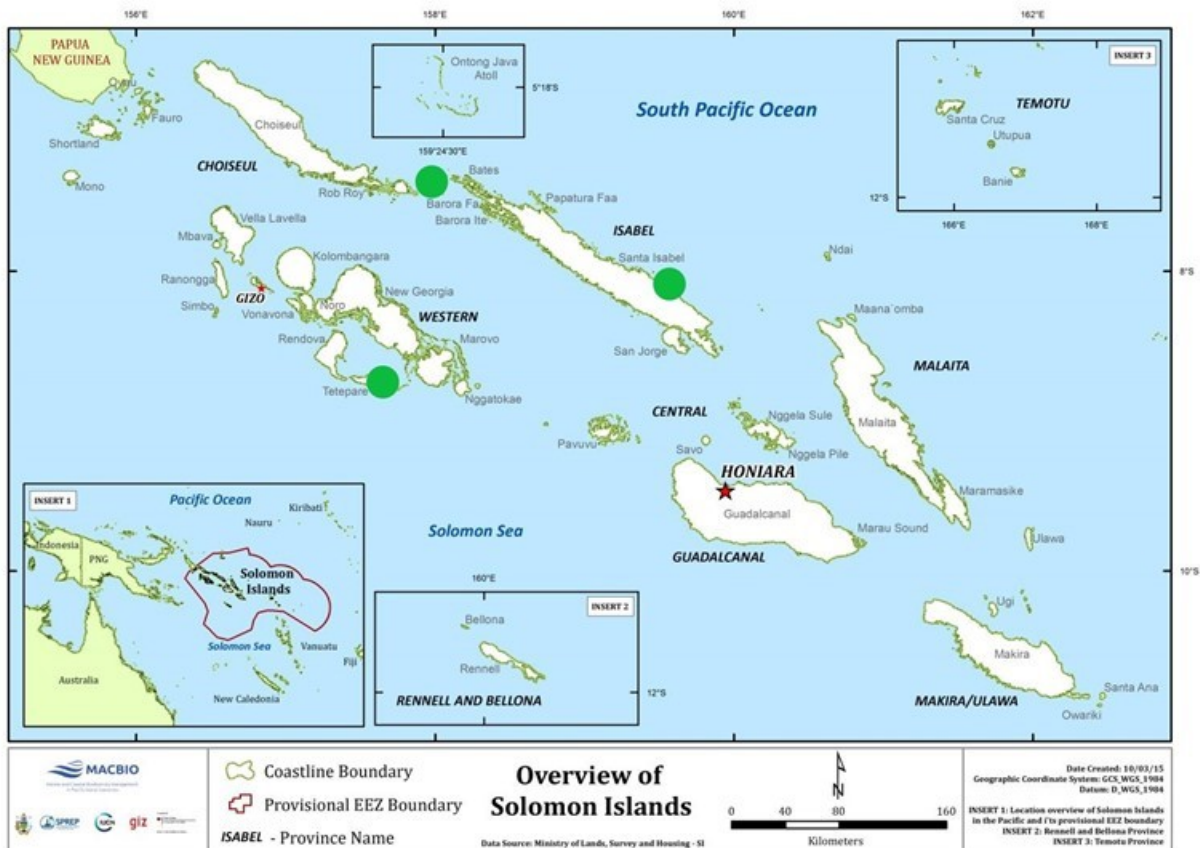 156°E
158°E
160°E
162°E
PAPUA
NEW GUINEA
Fauro
Shortland
Mono
Choiseul
CHOISEUL
Rob Roy
Ontong Java
Atoll
5°18'S
159°24'30"E
South Pacific Ocean
INSERT 3
TEMOTU
Santa Cruz
Utupua
Banie
12°S
166°E
168°E
Bates
Barora Fa
Papatura Faa
Barora Ite
ISABEL
Santa Isabel
San Jorge
Vella Lavella
Mbava
Ranongga
Simbo
GIZO
Kolombangara
Vonavona
Noro
New Georgia
WESTERN
Rendova
Marovo
Tetepare
Nggatokae
Ndai
8°S
Maana'omba
MALAITA
Malaita
Maramasike
CENTRAL
Nggela Sule
Nggela Pile
Pavuvu
Savo
HONIARA
Guadalcanal
Marau Sound
GUADALCANAL
Ulawa
10°S
Ugi
Makira
Santa Ana
Owariki
MAKIRA/ULAWA
Solomon Sea
INSERT 1
Pacific Ocean
Kiribati
Nauru
Indonesia
PNG
Solomon
Islands
Solomon Sea
Vanuatu
Fiji
New Caledonia
Australia
160°E
INSERT 2
Bellona
Rennell
12°S
RENNELL AND BELLONA
MACBIO
SPREP
IUCN
giz
Coastline Boundary
Provisional EEZ Boundary
ISABEL - Province Name
Overview of
Solomon Islands
Data Source: Ministry of Lands, Survey and Housing - SI
N
0 40 80 160
Kilometers
Date Created: 10/03/15
Geographic Coordinate System: GCS_WGS_1984
Datum: D_WGS_1984
INSERT 1: Location overview of Solomon Islands
in the Pacific and it's provisional EEZ boundary
INSERT 2: Rennell and Bellona Province
INSERT 3: Temotu Province